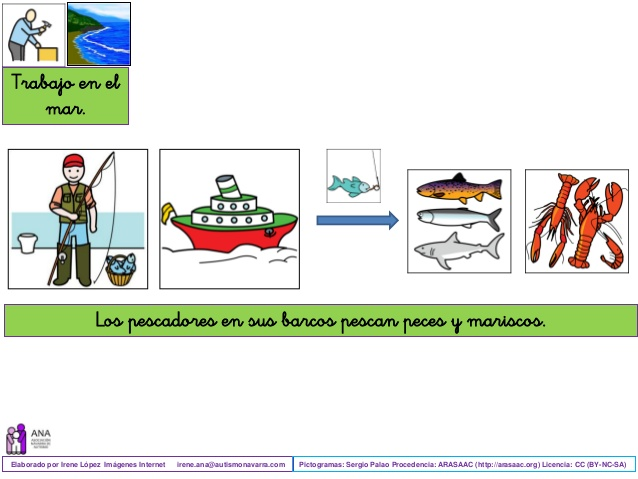 Trabajo en el
mar.
Los pescadores en sus barcos pescan peces y mariscos.
ANA
Elaborado por Irene López Imágenes Internet irene.ana@autismonavarra.com
Pictogramas: Sergio Palao Procedencia: ARASAAC (http://arasaac.org) Licencia: CC (BY-NC-SA)